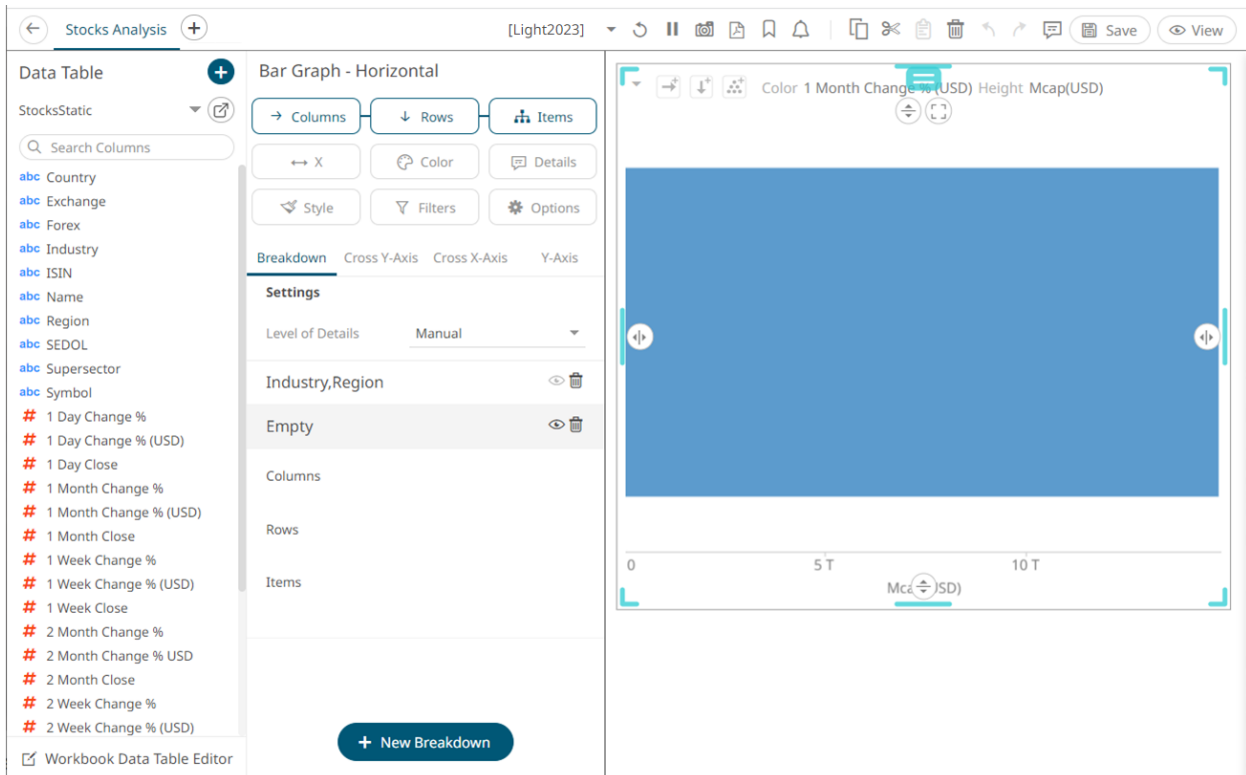 Stocks Analysis
[Light2023]
Save
View
Data Table
StocksStatic
Search Columns
abc Country
abc Exchange
abc Forex
abc Industry
abc ISIN
abc Name
abc Region
abc SEDOL
abc Supersector
abc Symbol
# 1 Day Change %
# 1 Day Change % (USD)
# 1 Day Close
# 1 Month Change %
# 1 Month Change % (USD)
# 1 Month Close
# 1 Week Change %
# 1 Week Change % (USD)
# 1 Week Close
# 2 Month Change %
# 2 Month Change % USD
# 2 Month Close
# 2 Week Change %
# 2 Week Change % (USD)
Workbook Data Table Editor
Bar Graph - Horizontal
Columns Rows Items
X Color Details
Style Filters Options
Breakdown Cross Y-Axis Cross X-Axis Y-Axis
Settings
Level of Details Manual
Industry,Region
Empty
Columns
Rows
Items
+ New Breakdown
Color 1 Month Change % (USD) Height Mcap(USD)
0 5 T 10 T